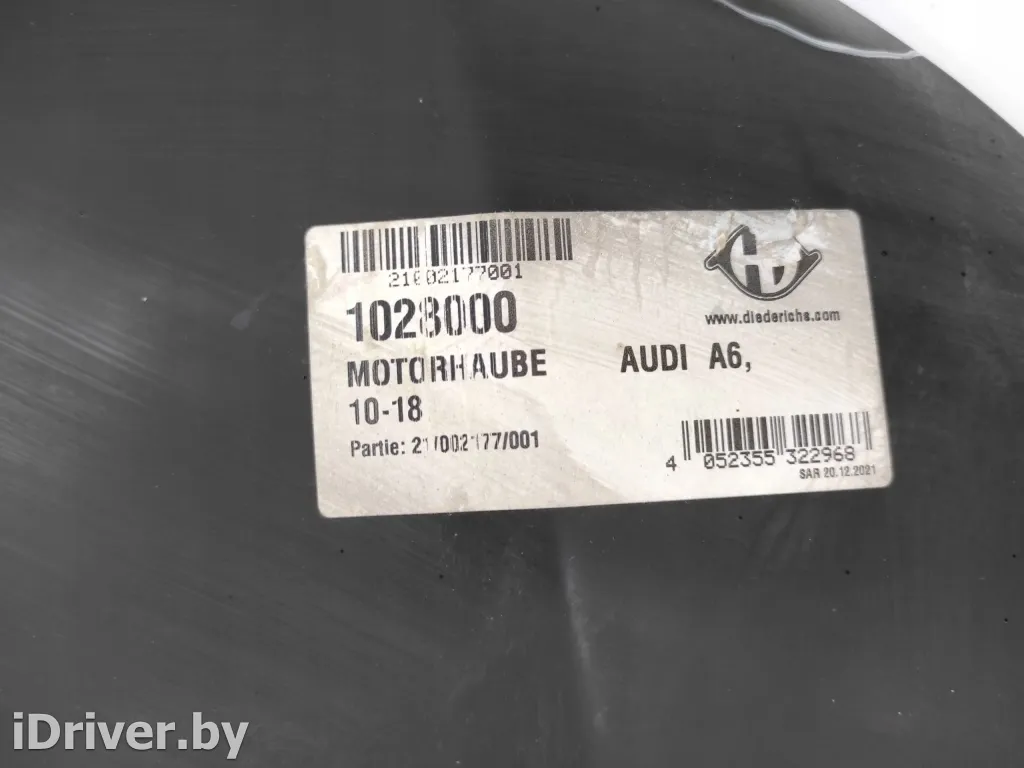 21002177001
1028000
MOTORHAUBE AUDI A6,
10-18
Partie: 21/002177/001
HD
www.diederichs.com
4 052355 322968
SAR 20.12.2021
iDriver.by